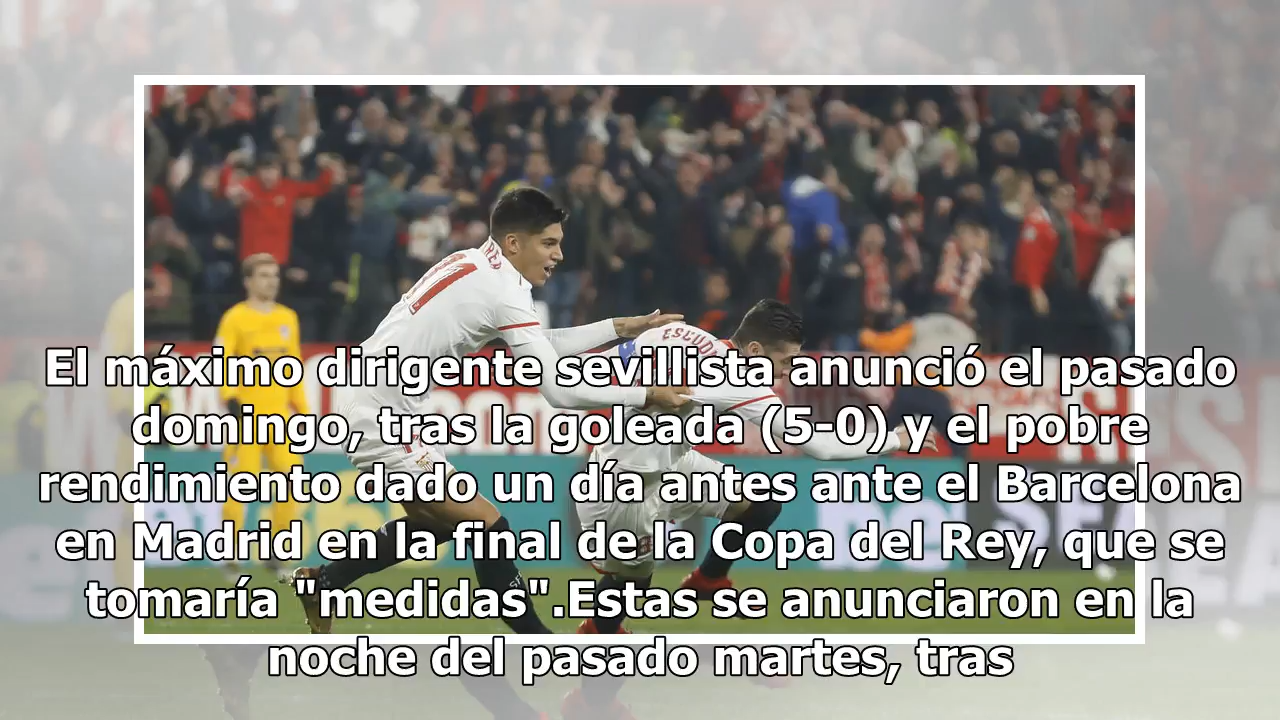 El máximo dirigente sevillista anunció el pasado
domingo, tras la goleada (5-0) y el pobre
rendimiento dado un día antes ante el Barcelona
en Madrid en la final de la Copa del Rey, que se
tomaría "medidas".Estas se anunciaron en la
noche del pasado martes, tras
11